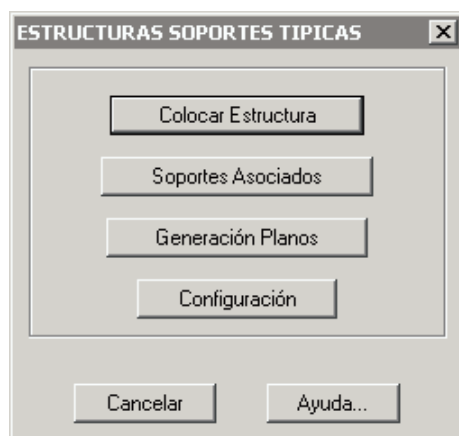 ESTRUCTURAS SOPORTES TIPICAS
Colocar Estructura
Soportes Asociados
Generación Planos
Configuración
Cancelar Ayuda...